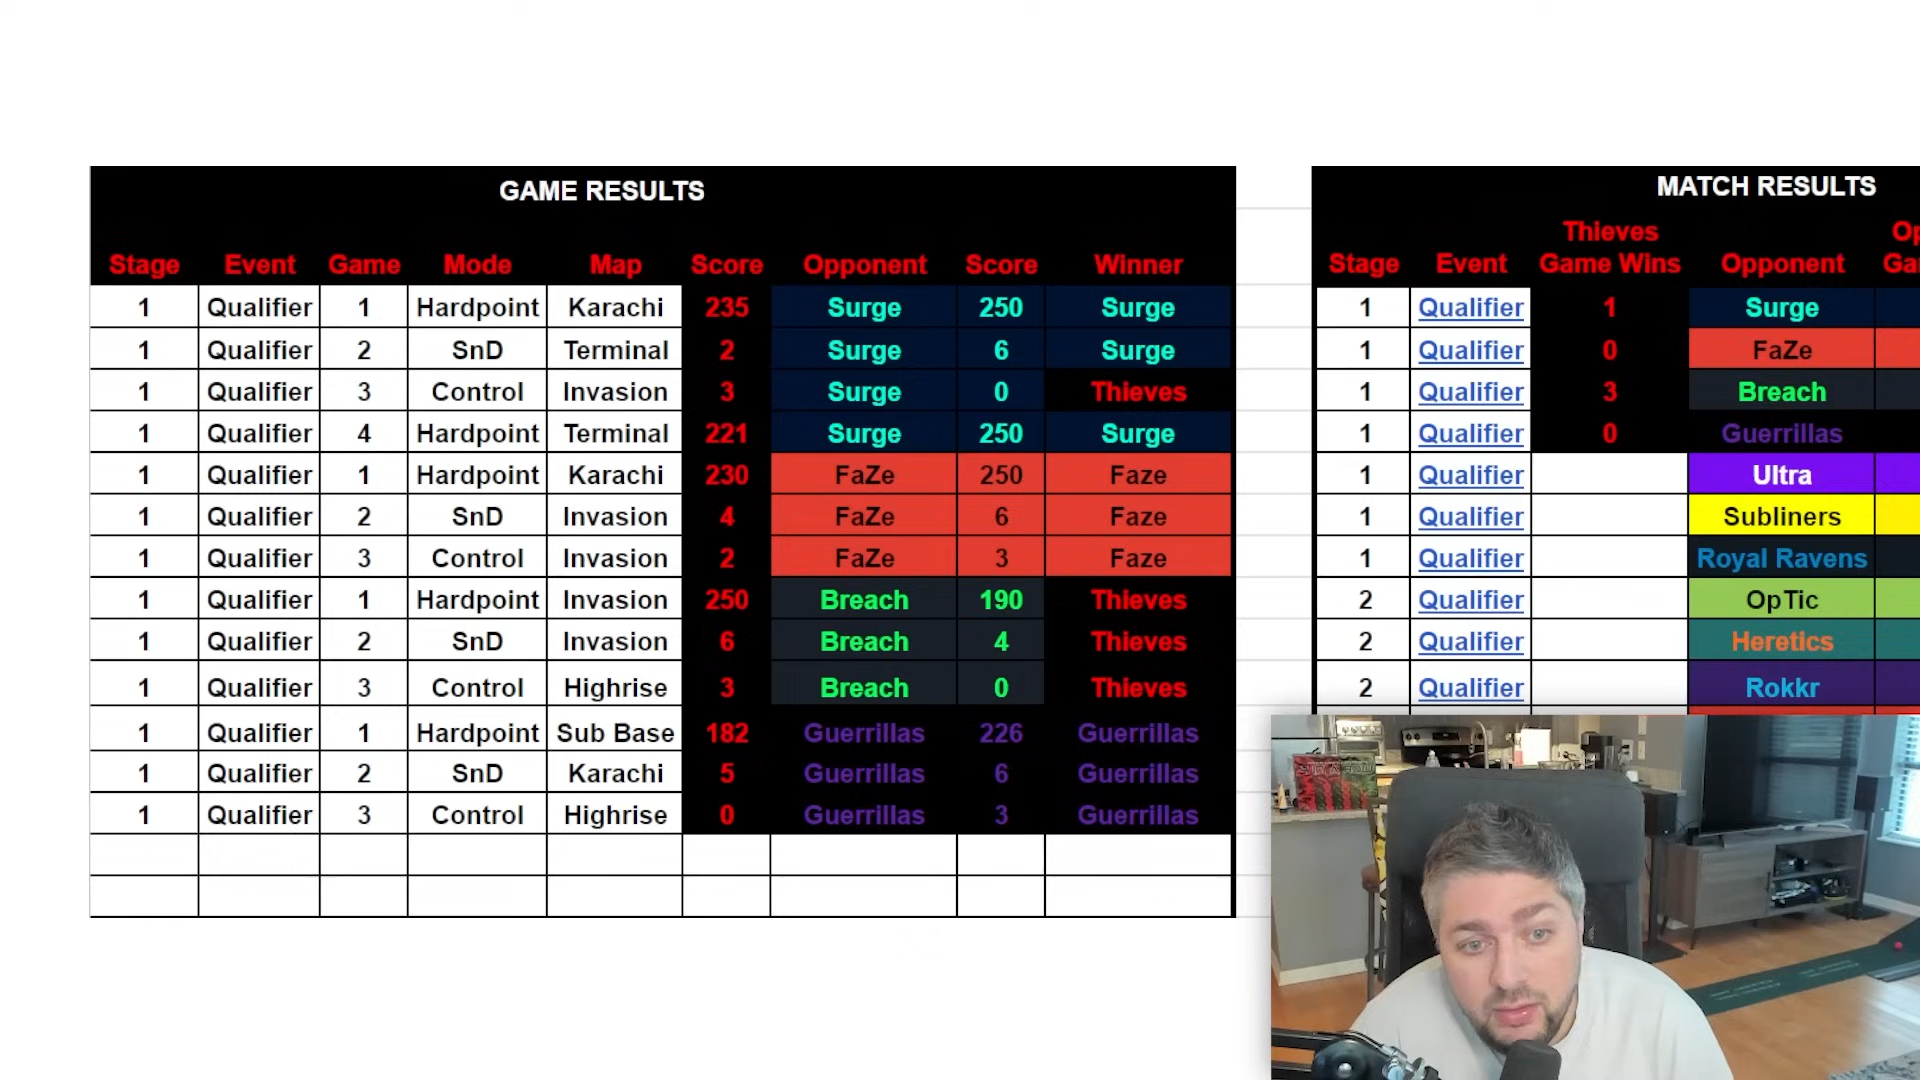 GAME RESULTS
Stage Event Game Mode Map Score Opponent Score Winner
1 Qualifier 1 Hardpoint Karachi 235 Surge 250 Surge
1 Qualifier 2 SnD Terminal 2 Surge 6 Surge
1 Qualifier 3 Control Invasion 3 Surge 0 Thieves
1 Qualifier 4 Hardpoint Terminal 221 Surge 250 Surge
1 Qualifier 1 Hardpoint Karachi 230 FaZe 250 Faze
1 Qualifier 2 SnD Invasion 4 FaZe 6 Faze
1 Qualifier 3 Control Invasion 2 FaZe 3 Faze
1 Qualifier 1 Hardpoint Invasion 250 Breach 190 Thieves
1 Qualifier 2 SnD Invasion 6 Breach 4 Thieves
1 Qualifier 3 Control Highrise 3 Breach 0 Thieves
1 Qualifier 1 Hardpoint Sub Base 182 Guerrillas 226 Guerrillas
1 Qualifier 2 SnD Karachi 5 Guerrillas 6 Guerrillas
1 Qualifier 3 Control Highrise 0 Guerrillas 3 Guerrillas
MATCH RESULTS
Thieves
Stage Event Game Wins Opponent
1 Qualifier 1 Surge
1 Qualifier 0 FaZe
1 Qualifier 3 Breach
1 Qualifier 0 Guerrillas
1 Qualifier Ultra
1 Qualifier Subliners
1 Qualifier Royal Ravens
2 Qualifier OpTic
2 Qualifier Heretics
2 Qualifier Rokkr